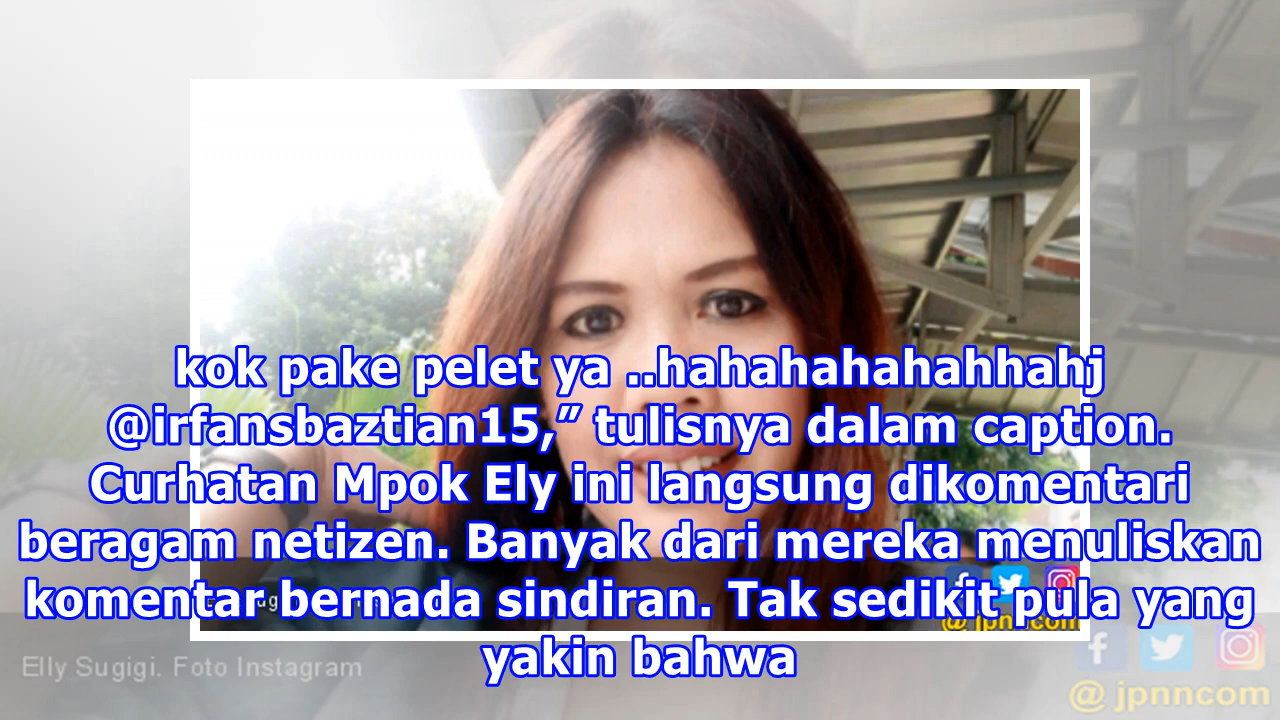 kok pake pelet ya ..hahahahahahhahj
@irfansbaztian15,” tulisnya dalam caption.
Curhatan Mpok Ely ini langsung dikomentari
beragam netizen. Banyak dari mereka menuliskan
komentar bernada sindiran. Tak sedikit pula yang
yakin bahwa
@ jpnncom
Elly Sugigi. Foto Instagram
@ jpnncom